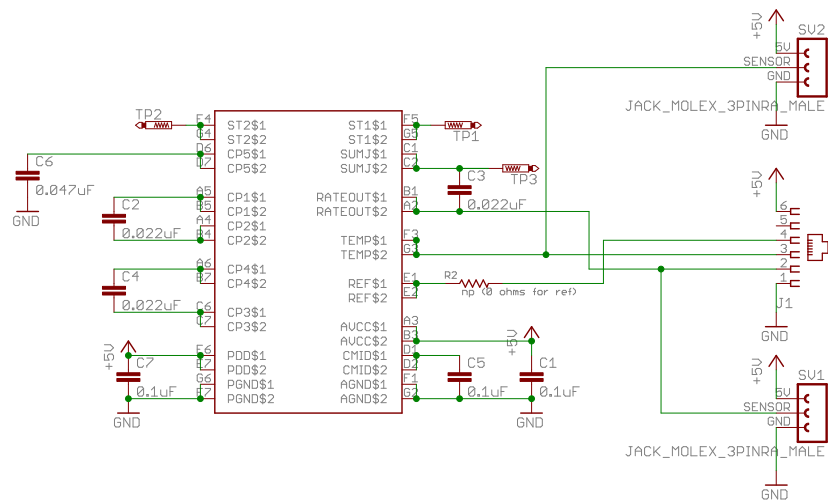 +5V
SV2
5V
SENSOR
GND
JACK_MOLEX_3PINRA_MALE
GND
TP2
F4
ST2$1
ST1$1
F5
G4
ST2$2
ST1$2
G5
TP1
D6
CP5$1
SUMJ$1
C1
D7
CP5$2
SUMJ$2
C2
C6
0.047uF
GND
C3
0.022uF
TP3
A5
CP1$1
RATEOUT$1
B1
B5
CP1$2
RATEOUT$2
A2
C2
0.022uF
A4
CP2$1
B4
CP2$2
TEMP$1
F3
TEMP$2
G3
+5V
6
5
4
3
2
1
J1
GND
A6
CP4$1
B7
CP4$2
REF$1
E1
REF$2
E2
R2
np (0 ohms for ref)
C4
0.022uF
C6
CP3$1
C7
CP3$2
AVCC$1
A3
AVCC$2
B3
+5V
+5V
E6
PDD$1
CMID$1
D1
E7
PDD$2
CMID$2
D2
G6
PGND$1
AGND$1
F1
F7
PGND$2
AGND$2
G2
C7
0.1uF
GND
C5
0.1uF
C1
0.1uF
GND
+5V
SV1
5V
SENSOR
GND
JACK_MOLEX_3PINRA_MALE
GND